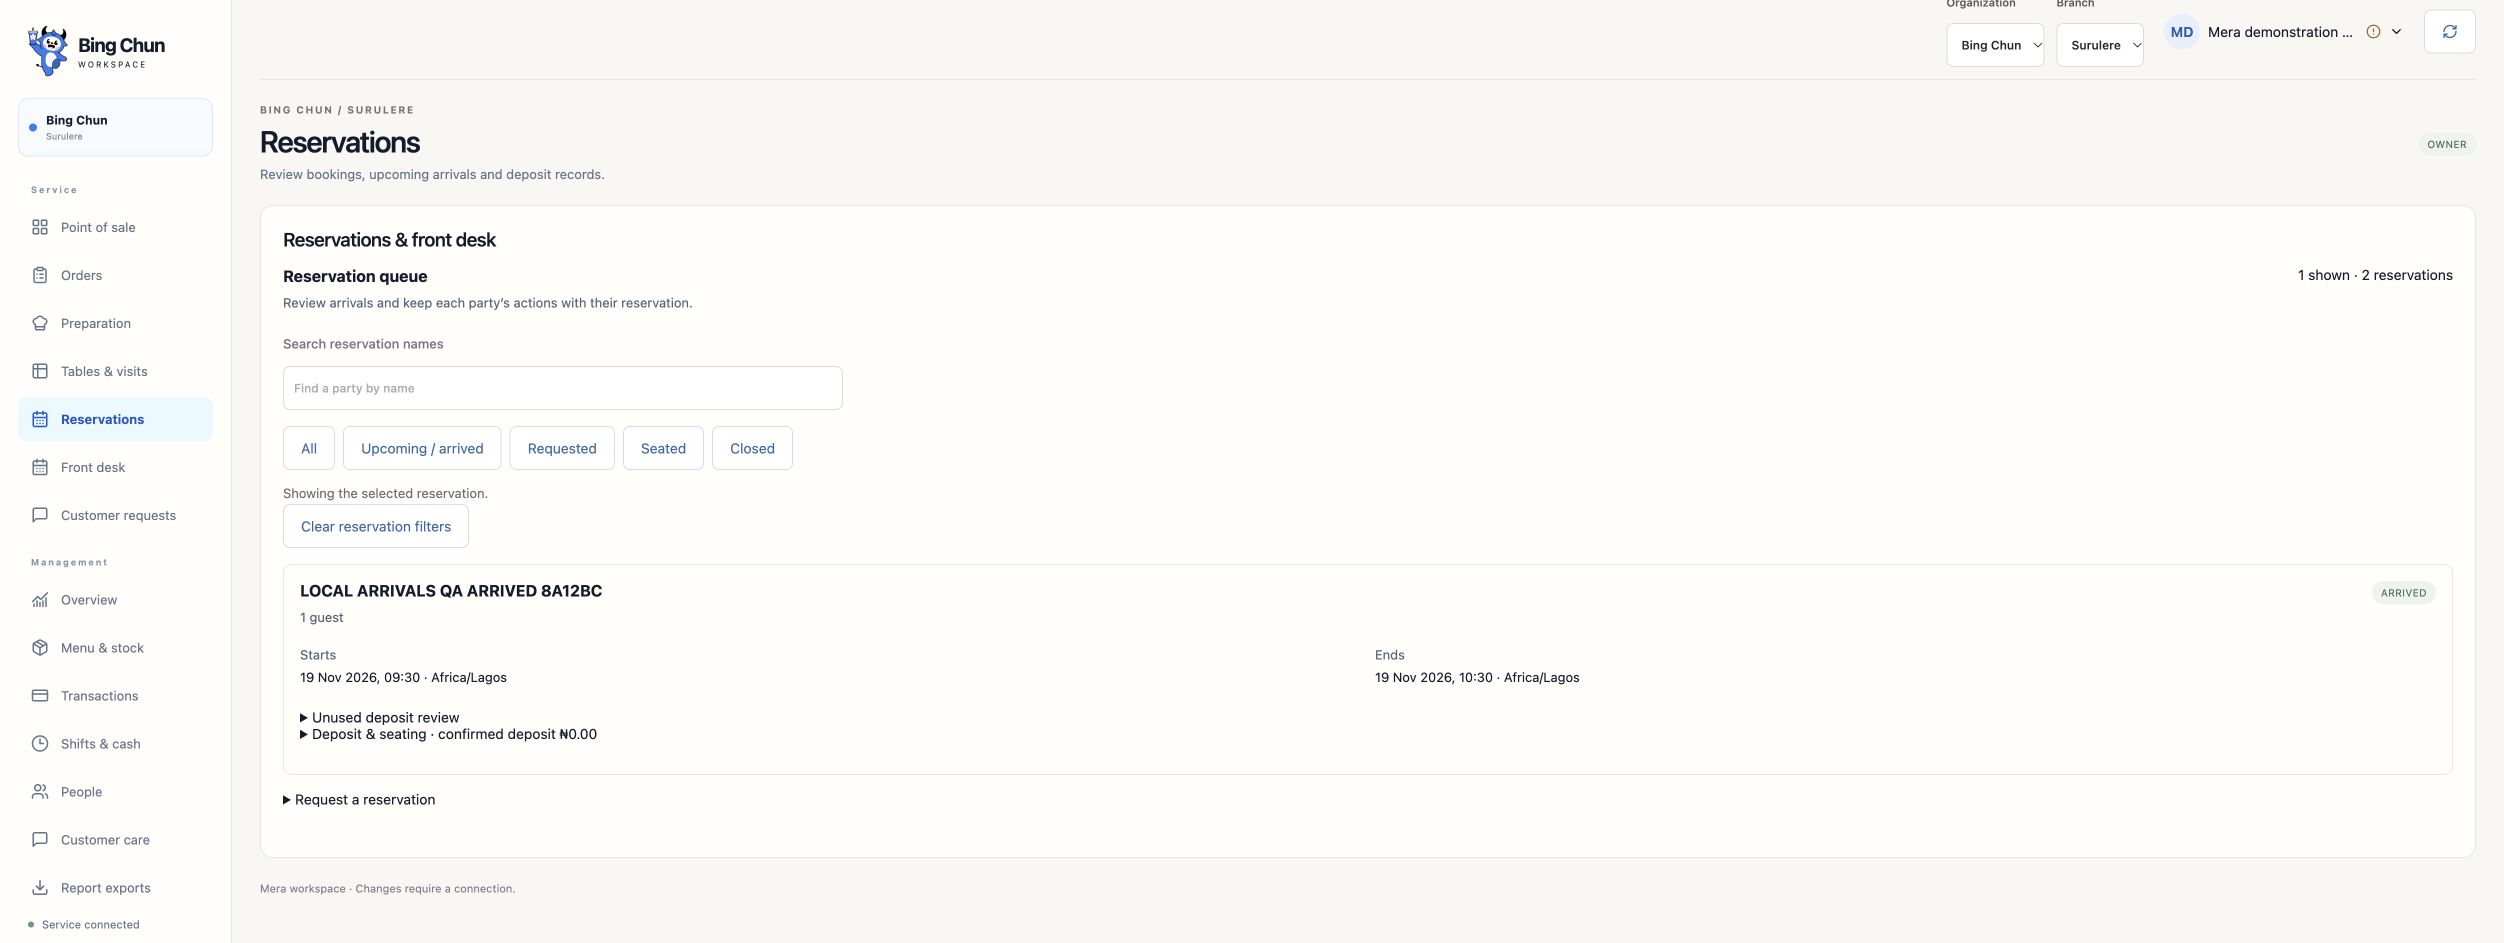 Bing Chun
WORKSPACE
Bing Chun
Surulere
Service
Point of sale
Orders
Preparation
Tables & visits
Reservations
Front desk
Customer requests
Management
Overview
Menu & stock
Transactions
Shifts & cash
People
Customer care
Report exports
Service connected
Organization
Bing Chun
Branch
Surulere
MD
Mera demonstration ...
BING CHUN / SURULERE
Reservations
Review bookings, upcoming arrivals and deposit records.
OWNER
Reservations & front desk
Reservation queue
1 shown · 2 reservations
Review arrivals and keep each party’s actions with their reservation.
Search reservation names
Find a party by name
All
Upcoming / arrived
Requested
Seated
Closed
Showing the selected reservation.
Clear reservation filters
LOCAL ARRIVALS QA ARRIVED 8A12BC
ARRIVED
1 guest
Starts
19 Nov 2026, 09:30 · Africa/Lagos
Ends
19 Nov 2026, 10:30 · Africa/Lagos
Unused deposit review
Deposit & seating · confirmed deposit ₦0.00
Request a reservation
Mera workspace · Changes require a connection.